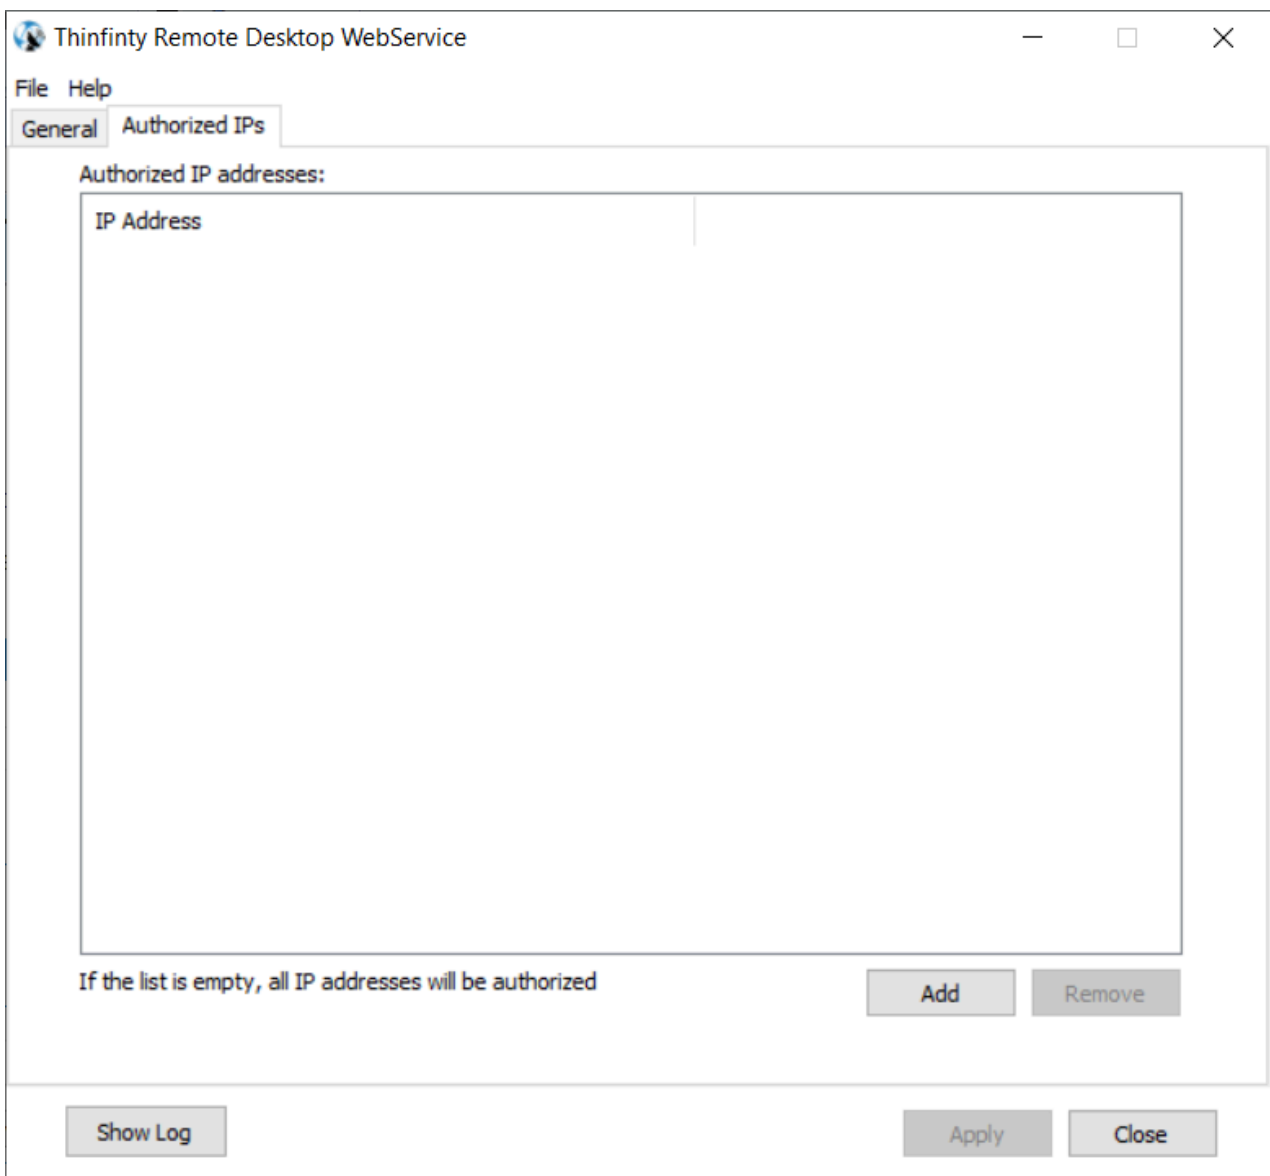 Thinfinty Remote Desktop WebService
File Help
General Authorized IPs
Authorized IP addresses:
IP Address
If the list is empty, all IP addresses will be authorized
Add Remove
Show Log Apply Close